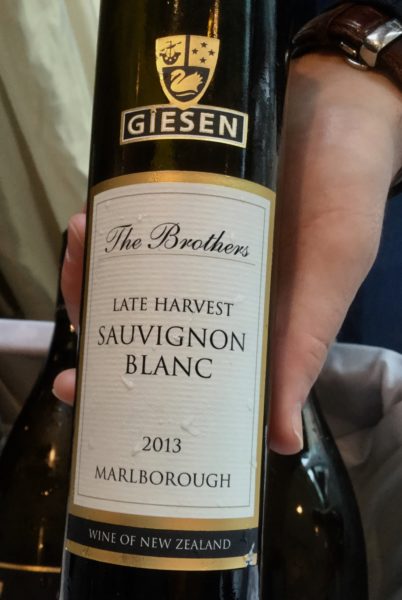 GIESEN
The Brothers
LATE HARVEST
SAUVIGNON
BLANC
2013
MARLBOROUGH
WINE OF NEW ZEALAND